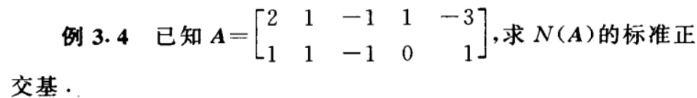 例 3.4 已知 A=[2 1 −1 1 −3
1 1 −1 0 1],求 N(A)的标准正
交基.